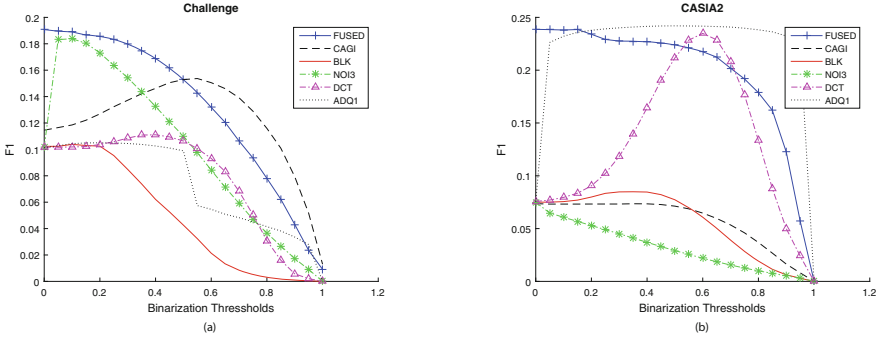 Challenge
0.2
0.18
0.16
0.14
0.12
0.1
0.08
0.06
0.04
0.02
0
F1
0 0.2 0.4 0.6 0.8 1 1.2
Binarization Thresholds
(a)
FUSED
CAGI
BLK
NOI3
DCT
ADQ1
CASIA2
0.25
0.2
0.15
0.1
0.05
0
F1
0 0.2 0.4 0.6 0.8 1 1.2
Binarization Thresholds
(b)
FUSED
CAGI
BLK
NOI3
DCT
ADQ1